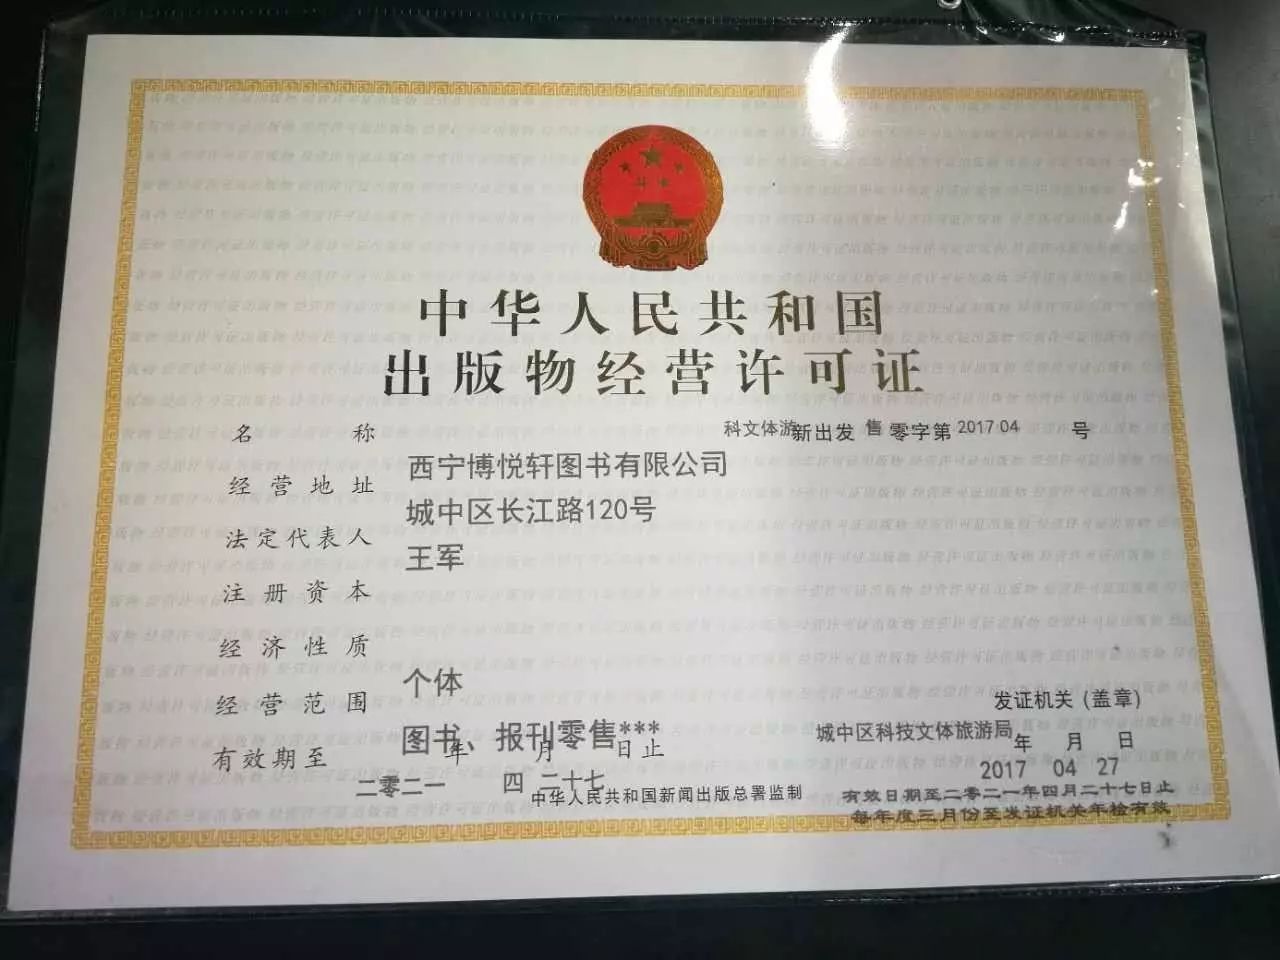 中华人民共和国
出版物经营许可证
科文体游新出发 售 零字第 2017 04 号
名称 西宁博悦轩图书有限公司
经营地址 城中区长江路120号
法定代表人 王军
注册资本
经济性质 个体
经营范围 图书、报刊零售***
有效期至 二零二一 年 四 月 二十七 日止
发证机关（盖章）
城中区科技文体旅游局
2017 年 04 月 27 日
有效日期至二零二一年四月二十七日止
每年度三月份至发证机关年检有效
中华人民共和国新闻出版总署监制